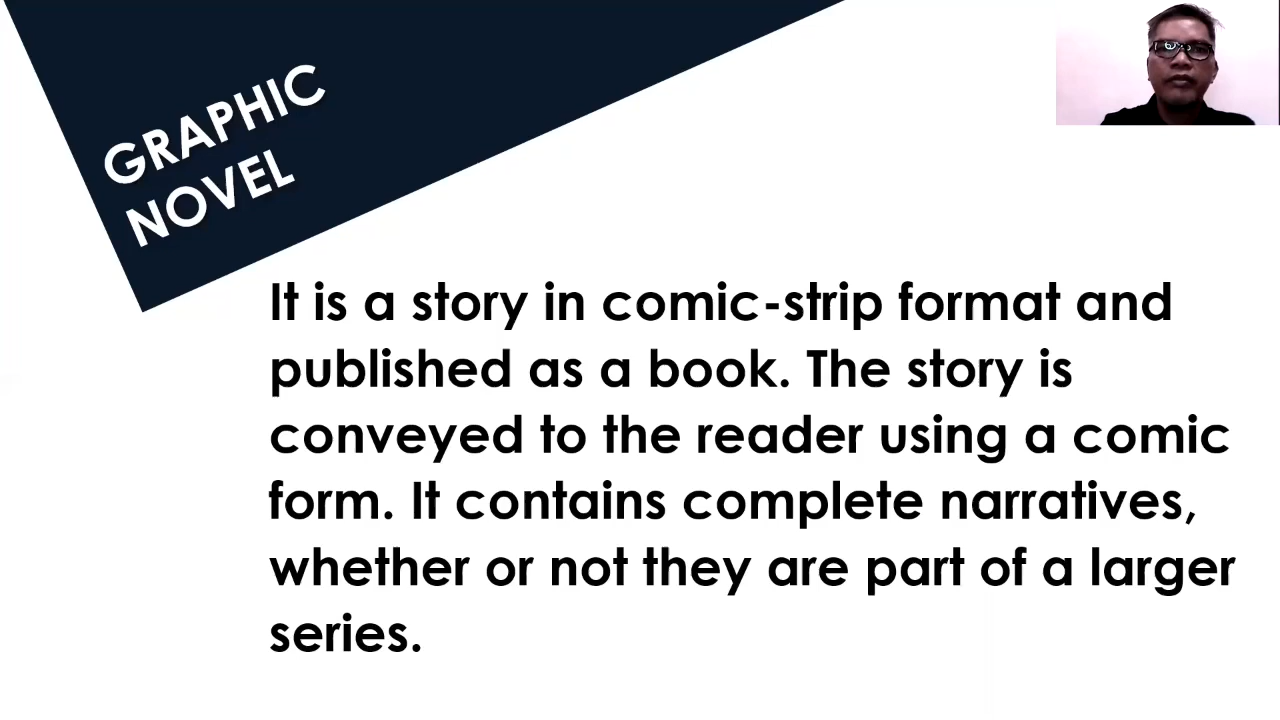 GRAPHIC
NOVEL
It is a story in comic-strip format and
published as a book. The story is
conveyed to the reader using a comic
form. It contains complete narratives,
whether or not they are part of a larger
series.